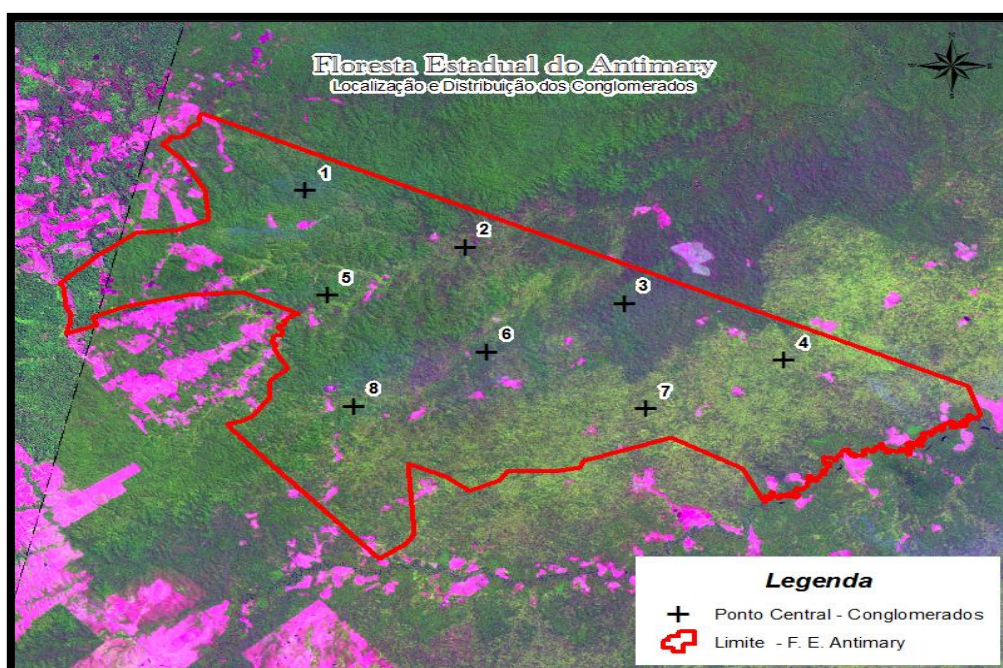 Floresta Estadual do Antimary
Localização e Distribuição dos Conglomerados
N
1
2
5
3
4
6
8
7
Legenda
Ponto Central - Conglomerados
Limite - F. E. Antimary